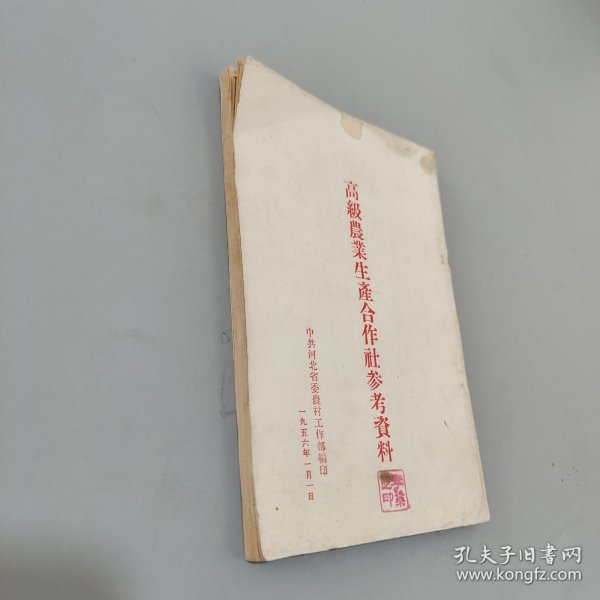 高級農業生產合作社参考資料
中共河北省委農村工作部編印
一九五六年一月一日
孔夫子旧書网
www.kongfz.com